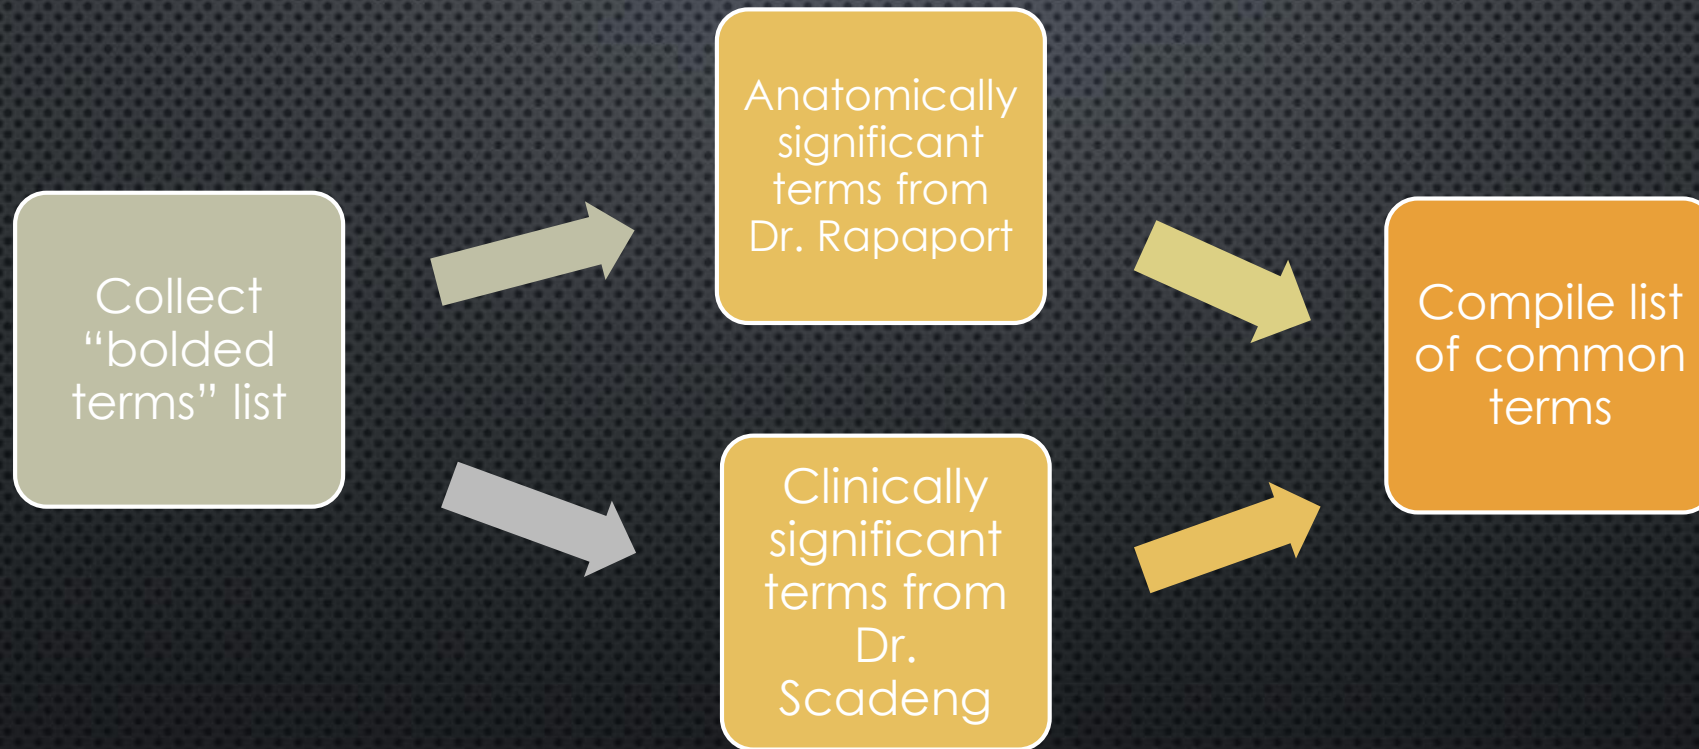 Collect
“bolded
terms” list
Anatomically
significant
terms from
Dr. Rapaport
Clinically
significant
terms from
Dr.
Scadeng
Compile list
of common
terms